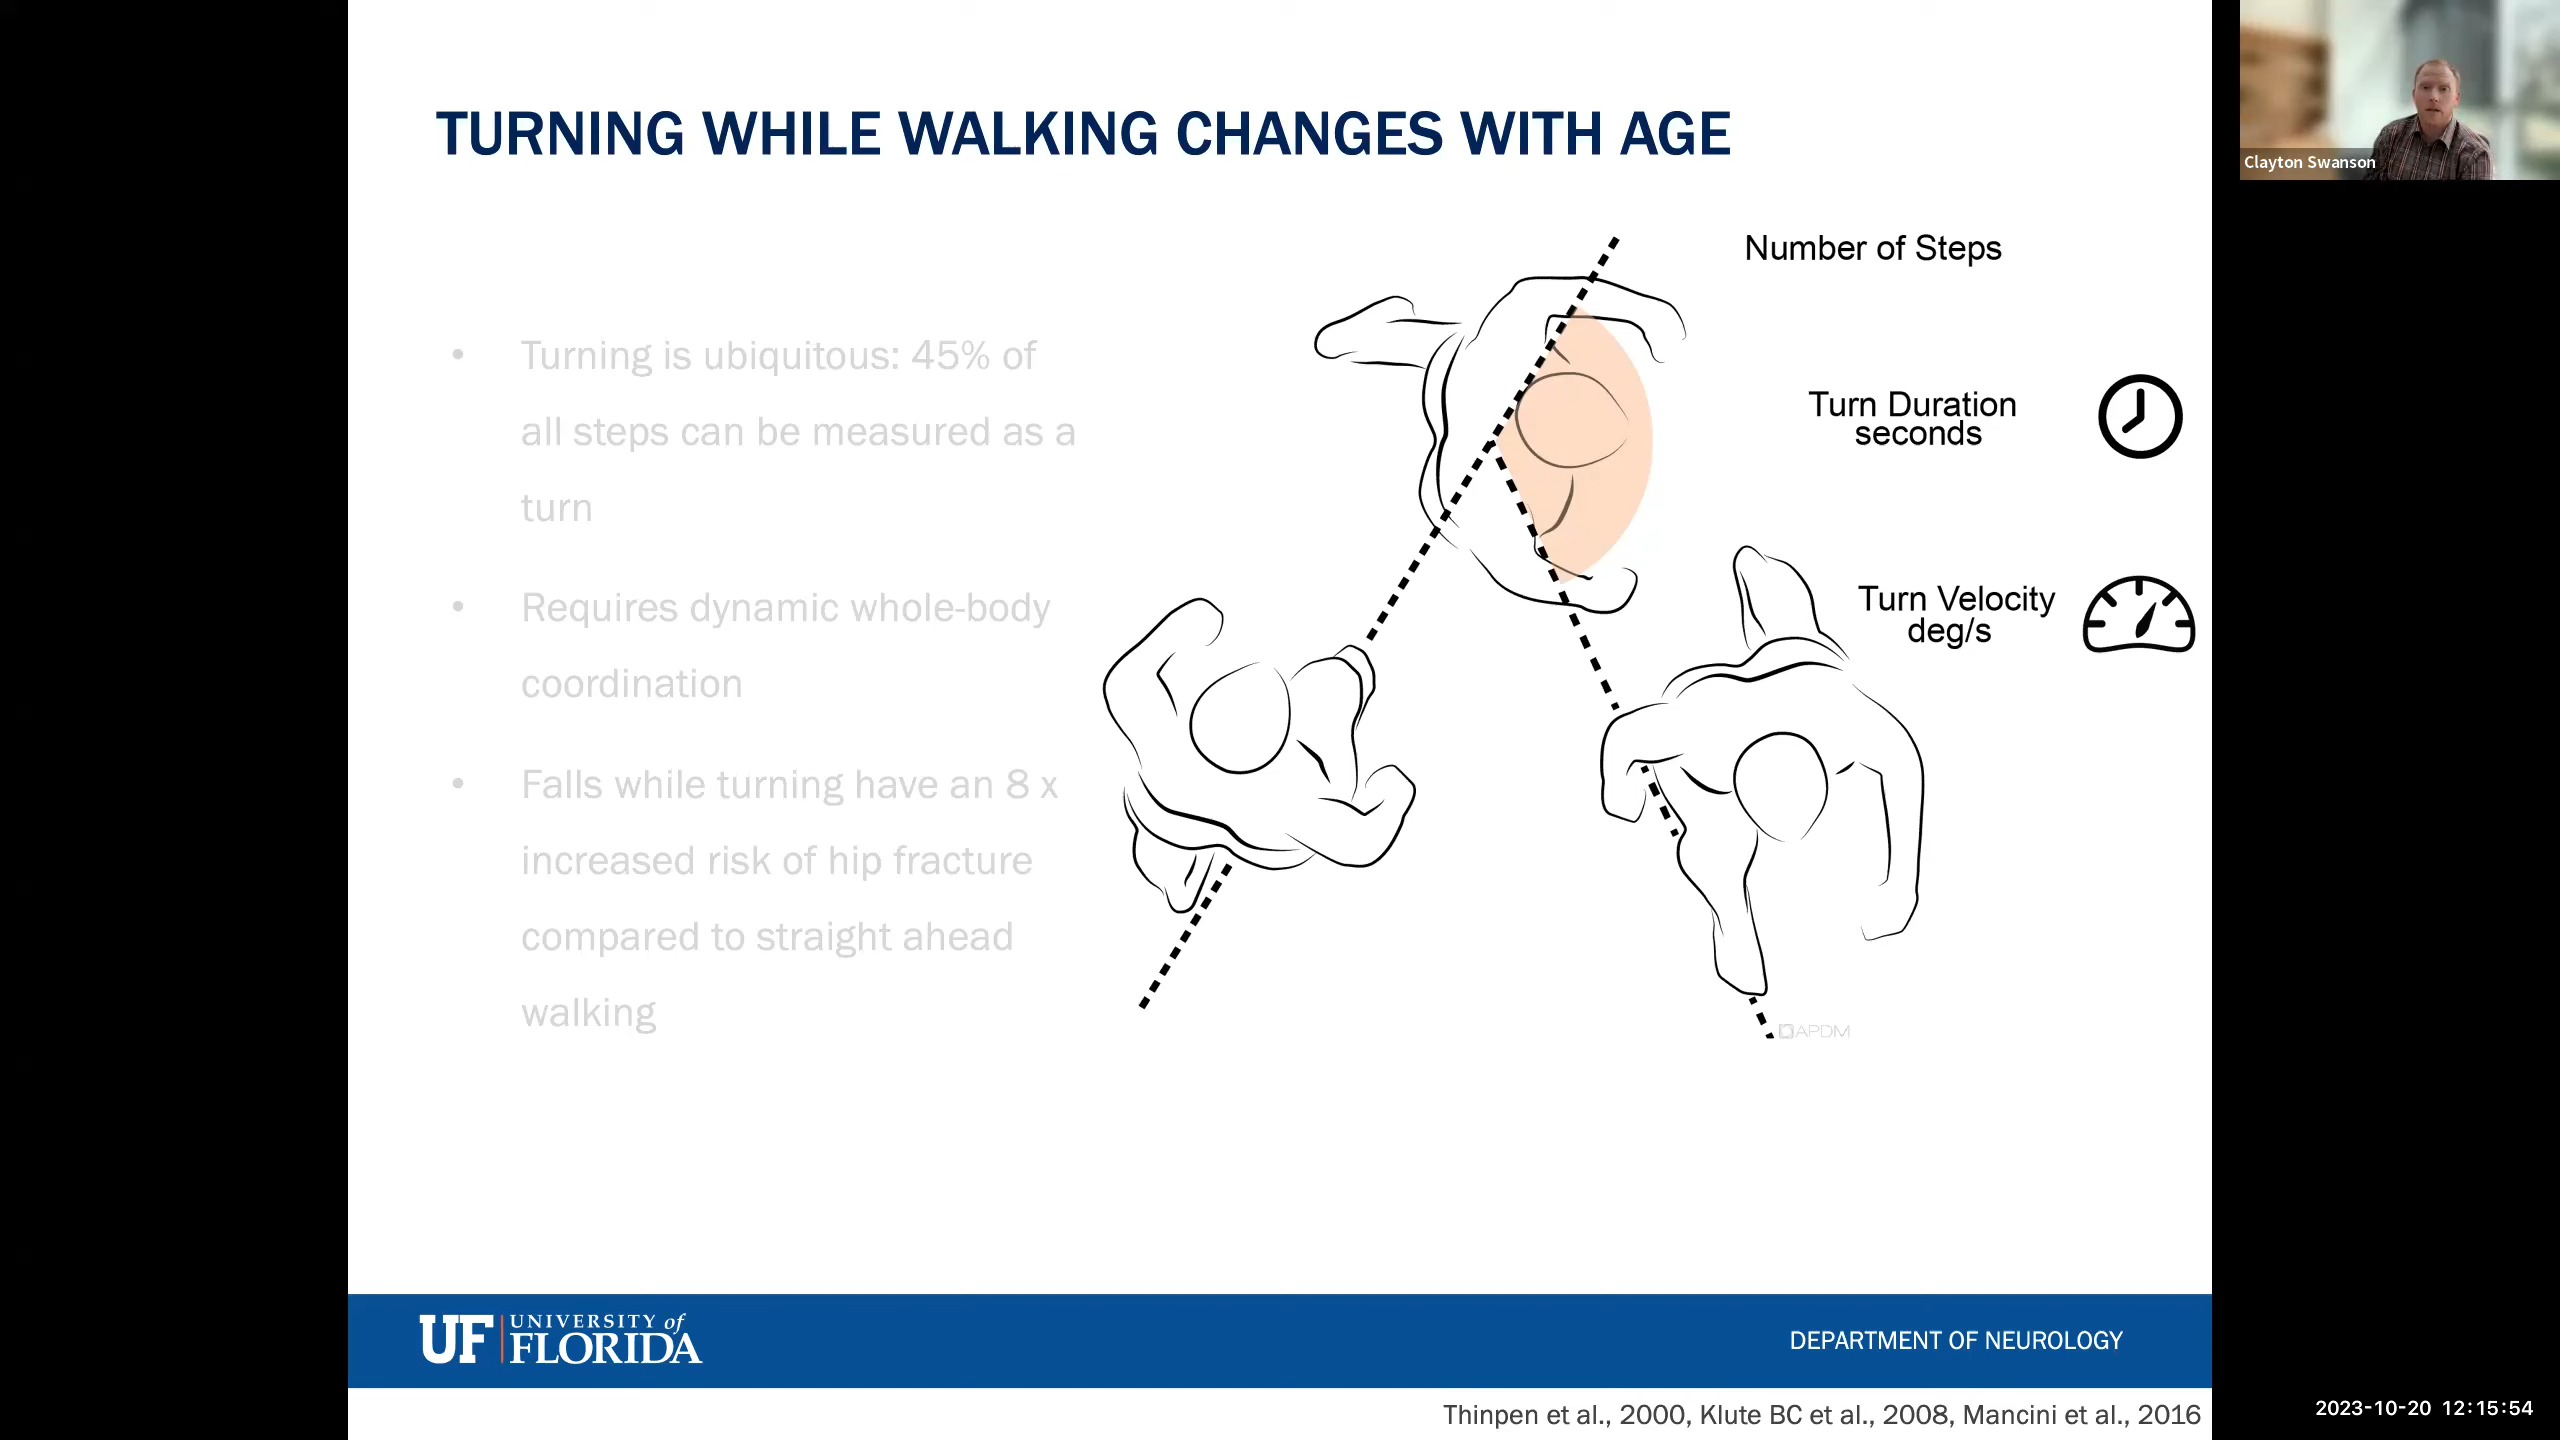 TURNING WHILE WALKING CHANGES WITH AGE
Clayton Swanson
• Turning is ubiquitous: 45% of
all steps can be measured as a
turn
• Requires dynamic whole-body
coordination
• Falls while turning have an 8 x
increased risk of hip fracture
compared to straight ahead
walking
Number of Steps
Turn Duration
seconds
Turn Velocity
deg/s
APDM
UF UNIVERSITY of
FLORIDA
DEPARTMENT OF NEUROLOGY
Thinpen et al., 2000, Klute BC et al., 2008, Mancini et al., 2016
2023-10-20 12:15:54